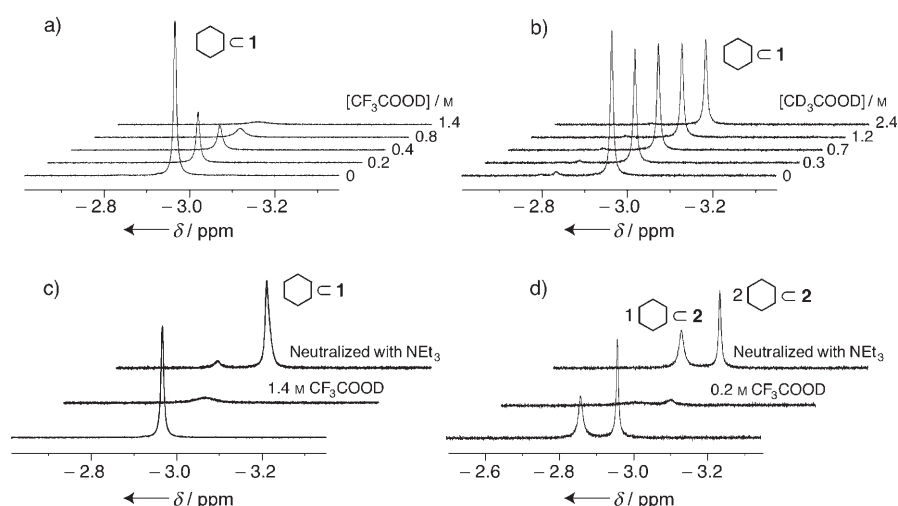 a)
⊂ 1
[CF3COOD] / M
1.4
0.8
0.4
0.2
0
−2.8 −3.0 −3.2
δ / ppm
b)
⊂ 1
[CD3COOD] / M
2.4
1.2
0.7
0.3
0
−2.8 −3.0 −3.2
δ / ppm
c)
⊂ 1
Neutralized with NEt3
1.4 M CF3COOD
−2.8 −3.0 −3.2
δ / ppm
d)
2 ⊂ 2
1 ⊂ 2
Neutralized with NEt3
0.2 M CF3COOD
−2.6 −2.8 −3.0 −3.2
δ / ppm